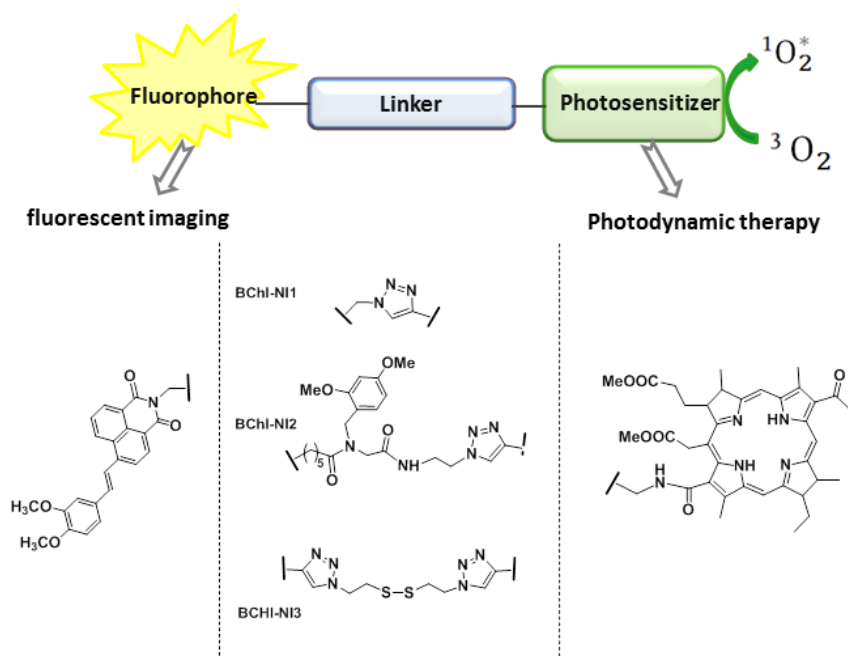 Fluorophore
Linker
Photosensitizer
¹O₂*
³O₂
fluorescent imaging
Photodynamic therapy
BChl-NI1
N
N
N
BChl-NI2
MeO
OMe
O
N
( )₅
O
NH
N
N
N
BCHI-NI3
N
N
N
S–S
N
N
N
O
N
O
H₃CO
H₃CO
MeOOC
MeOOC
N
HN
NH
N
O
H
N
O